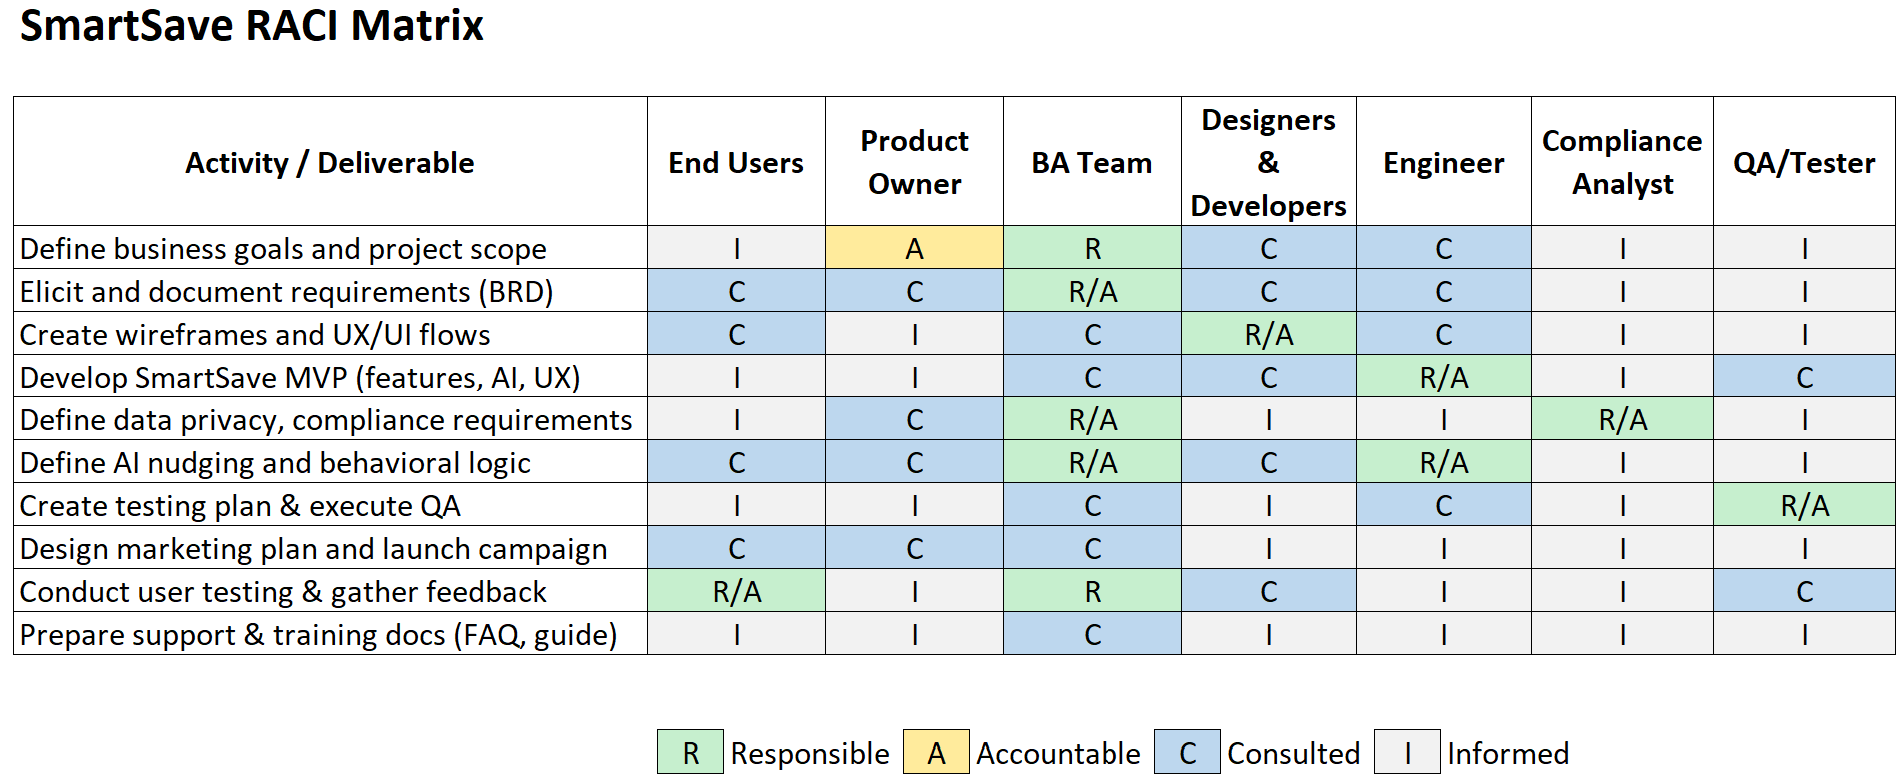 SmartSave RACI Matrix
Activity / Deliverable End Users Product Owner BA Team Designers & Developers Engineer Compliance Analyst QA/Tester
Define business goals and project scope I A R C C I I
Elicit and document requirements (BRD) C C R/A C C I I
Create wireframes and UX/UI flows C I C R/A C I I
Develop SmartSave MVP (features, AI, UX) I I C C R/A I C
Define data privacy, compliance requirements I C R/A I I R/A I
Define AI nudging and behavioral logic C C R/A C R/A I I
Create testing plan & execute QA I I C I C I R/A
Design marketing plan and launch campaign C C C I I I I
Conduct user testing & gather feedback R/A I R C I I C
Prepare support & training docs (FAQ, guide) I I C I I I I
R Responsible A Accountable C Consulted I Informed